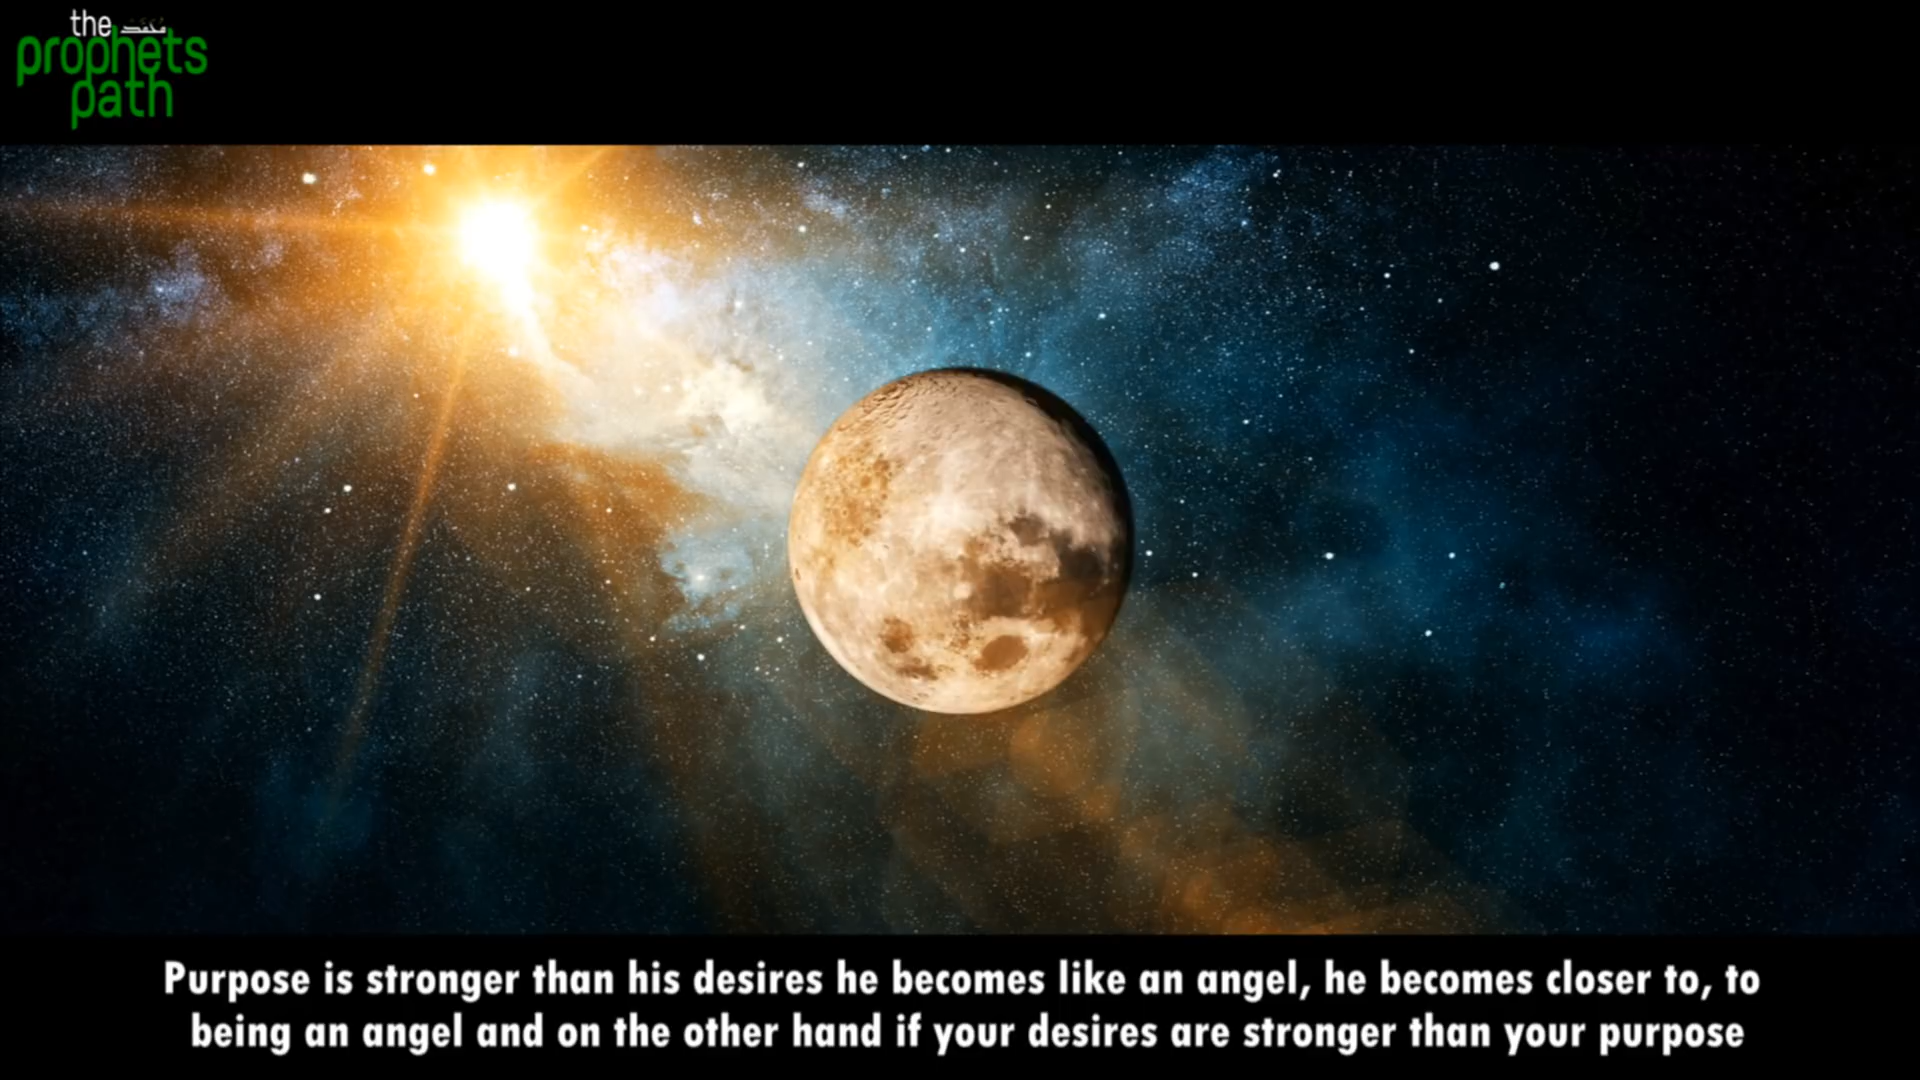 the محمد
prophets
path
Purpose is stronger than his desires he becomes like an angel, he becomes closer to, to
being an angel and on the other hand if your desires are stronger than your purpose